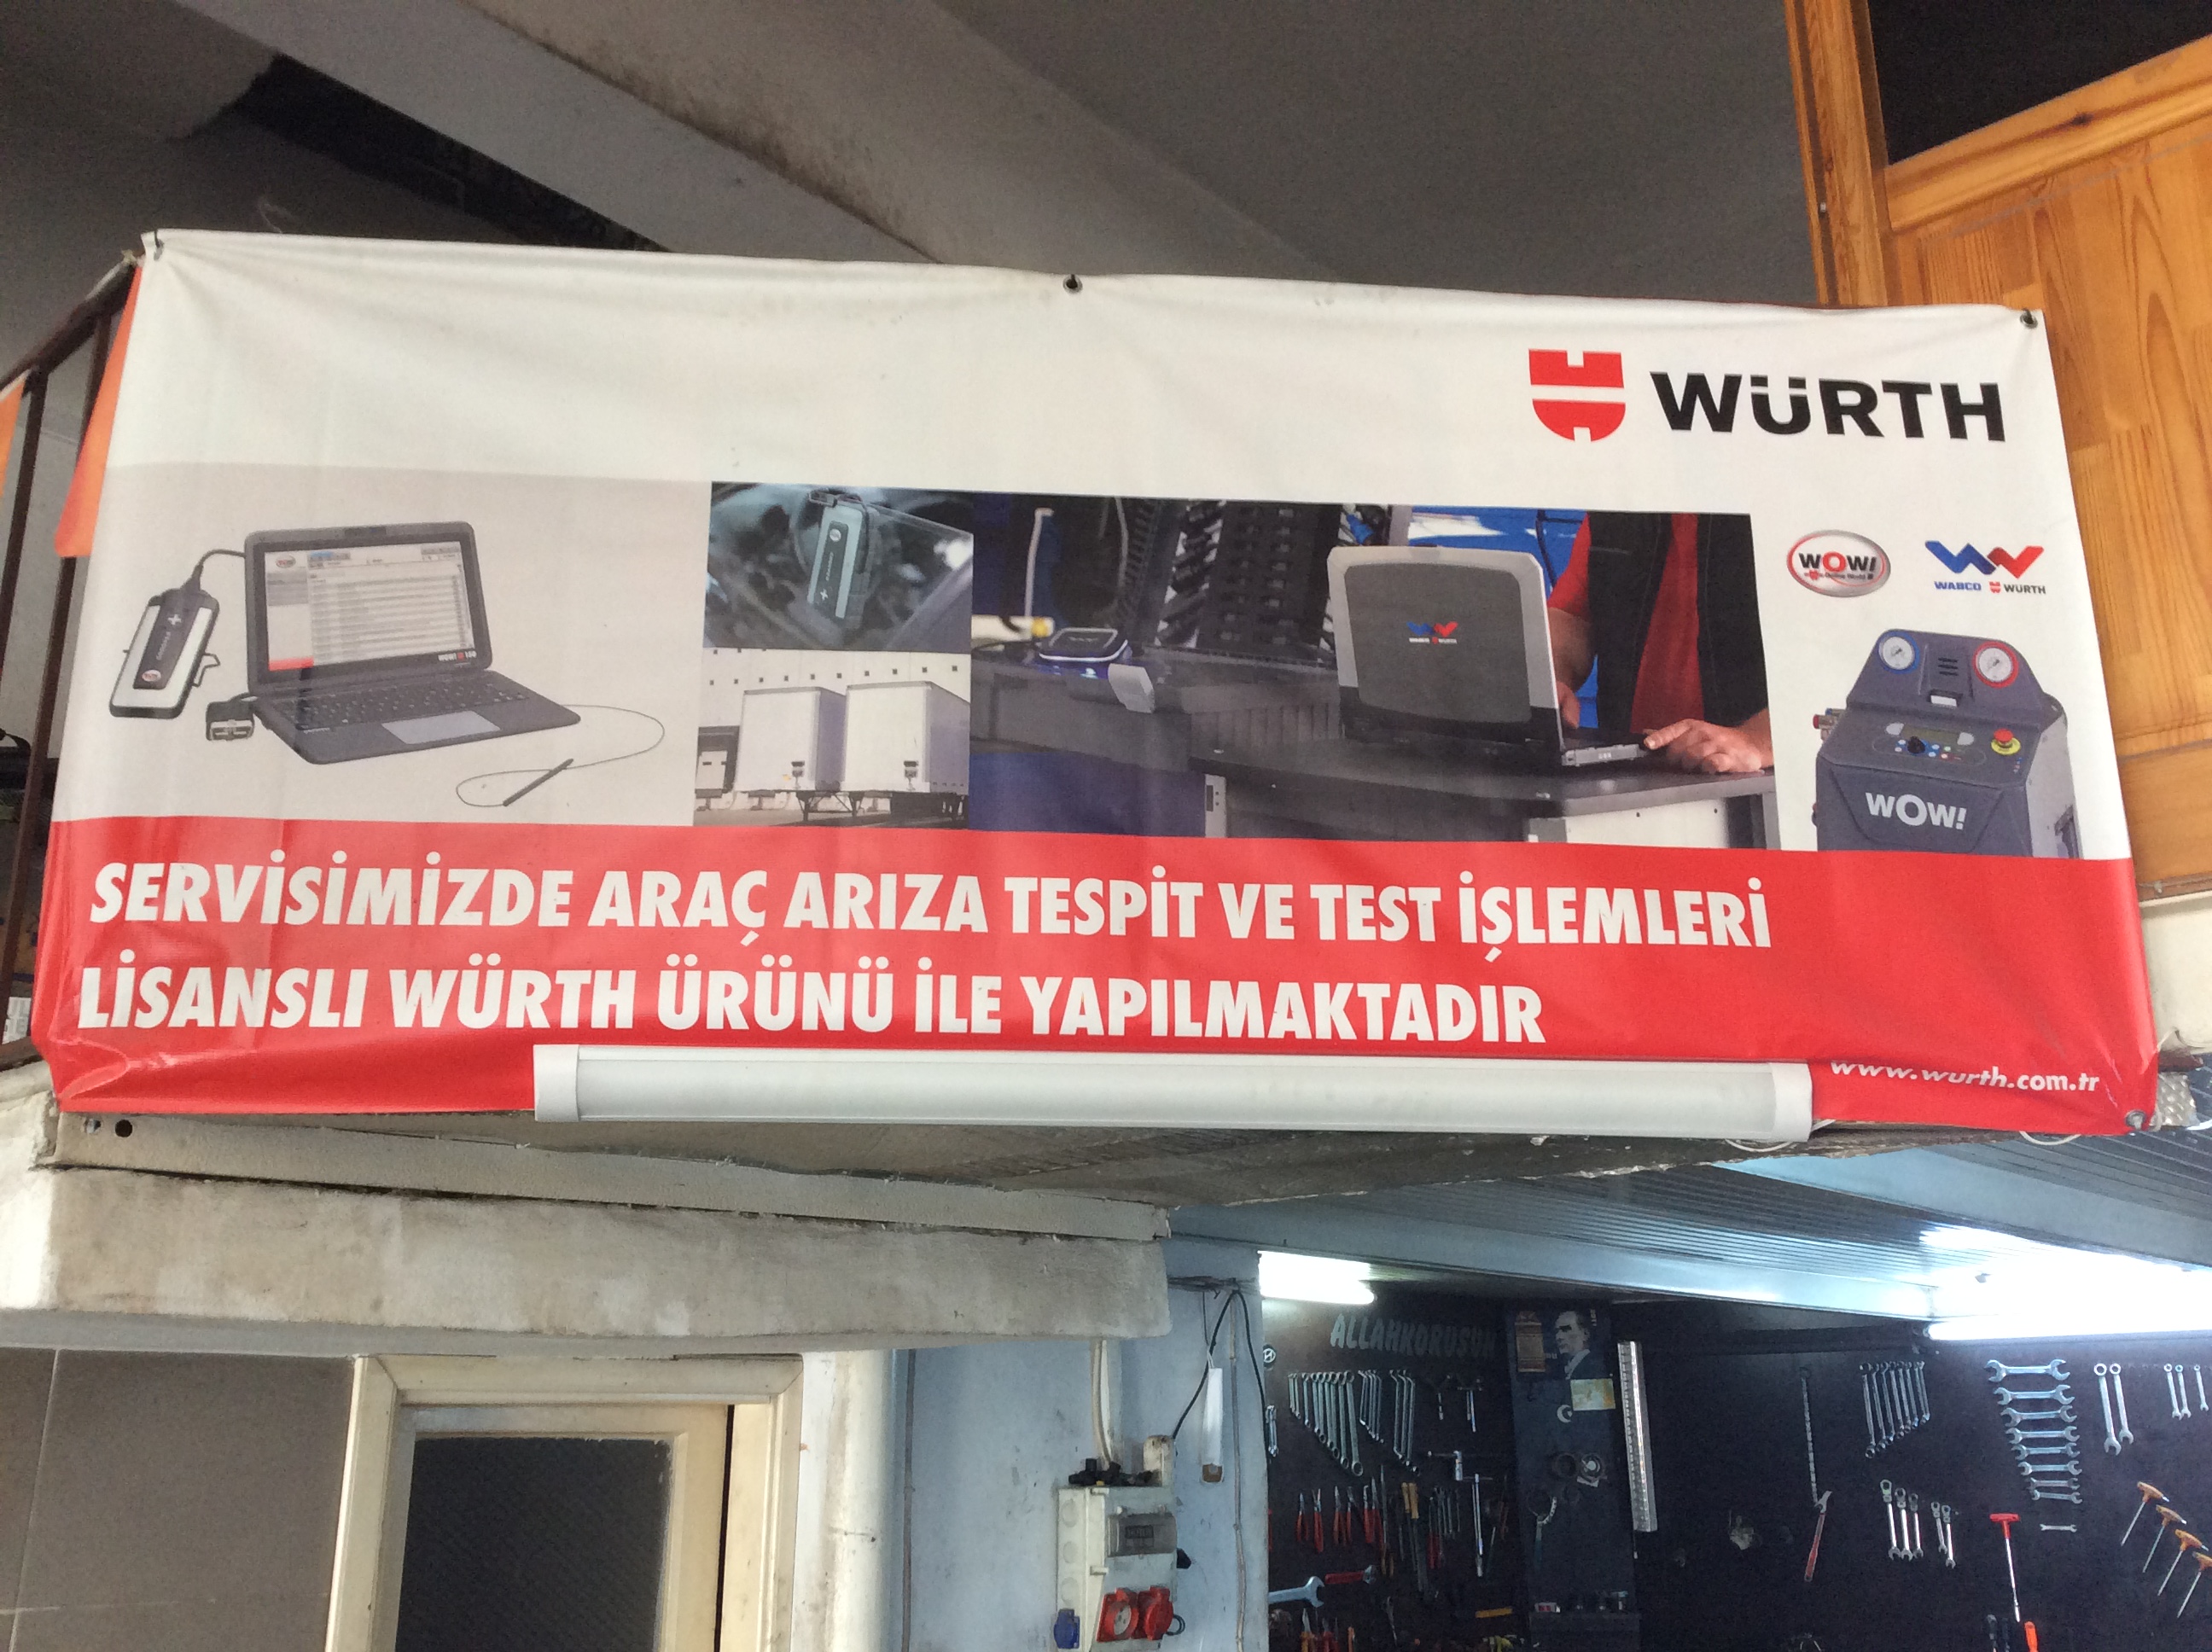 WÜRTH
WOW!
WABCO WÜRTH
WOW!
SERVİSİMİZDE ARAÇ ARIZA TESPİT VE TEST İŞLEMLERİ
LİSANSLI WÜRTH ÜRÜNÜ İLE YAPILMAKTADIR
www.wurth.com.tr
ALLAHKORUSUN